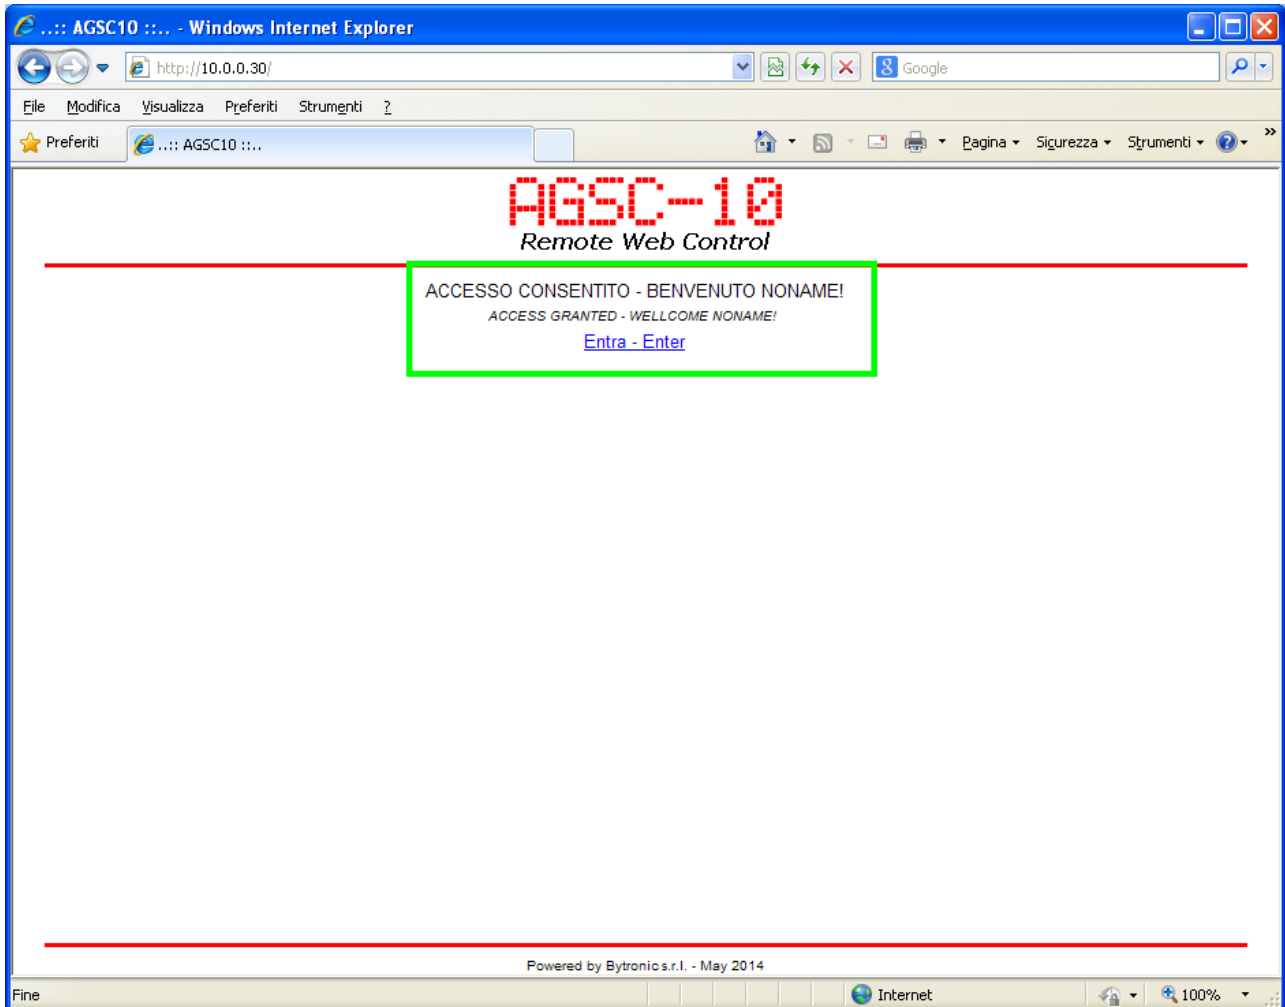 ..:: AGSC10 ::.. - Windows Internet Explorer
http://10.0.0.30/
Google
File Modifica Visualizza Preferiti Strumenti ?
Preferiti ..:: AGSC10 ::.. Pagina Sicurezza Strumenti »
AGSC-10
Remote Web Control
ACCESSO CONSENTITO - BENVENUTO NONAME!
ACCESS GRANTED - WELLCOME NONAME!
Entra - Enter
Powered by Bytronic s.r.l. - May 2014
Fine Internet 100%